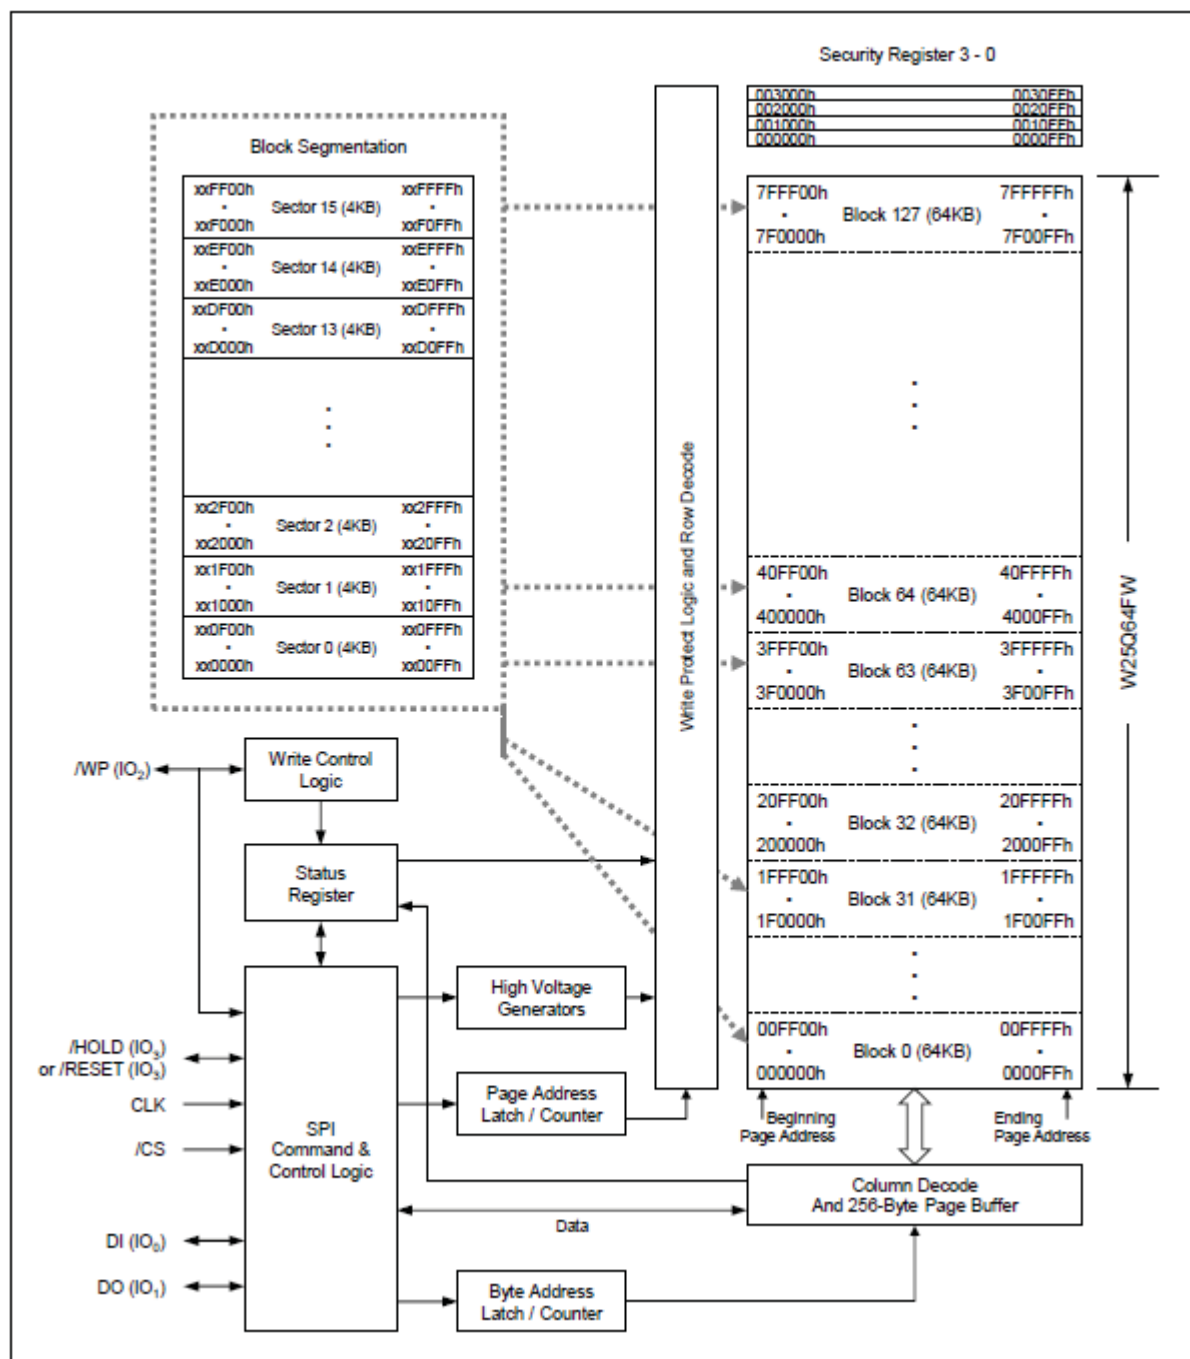 Security Register 3 - 0
003000h 0030FFh
002000h 0020FFh
001000h 0010FFh
000000h 0000FFh
Block Segmentation
xxFF00h xxFFFFh
Sector 15 (4KB)
xxF000h xxF0FFh
xxEF00h xxEFFFh
Sector 14 (4KB)
xxE000h xxE0FFh
xxDF00h xxDFFFh
Sector 13 (4KB)
xxD000h xxD0FFh
xx2F00h xx2FFFh
Sector 2 (4KB)
xx2000h xx20FFh
xx1F00h xx1FFFh
Sector 1 (4KB)
xx1000h xx10FFh
xx0F00h xx0FFFh
Sector 0 (4KB)
xx0000h xx00FFh
Write Protect Logic and Row Decode
7FFF00h 7FFFFFh
Block 127 (64KB)
7F0000h 7F00FFh
40FF00h 40FFFFh
Block 64 (64KB)
400000h 4000FFh
3FFF00h 3FFFFFh
Block 63 (64KB)
3F0000h 3F00FFh
20FF00h 20FFFFh
Block 32 (64KB)
200000h 2000FFh
1FFF00h 1FFFFFh
Block 31 (64KB)
1F0000h 1F00FFh
00FF00h 00FFFFh
Block 0 (64KB)
000000h 0000FFh
W25Q64FW
Beginning
Page Address
Ending
Page Address
/WP (IO₂)
Write Control
Logic
Status
Register
High Voltage
Generators
/HOLD (IO₃)
or /RESET (IO₃)
CLK
/CS
DI (IO₀)
DO (IO₁)
SPI
Command &
Control Logic
Page Address
Latch / Counter
Column Decode
And 256-Byte Page Buffer
Data
Byte Address
Latch / Counter